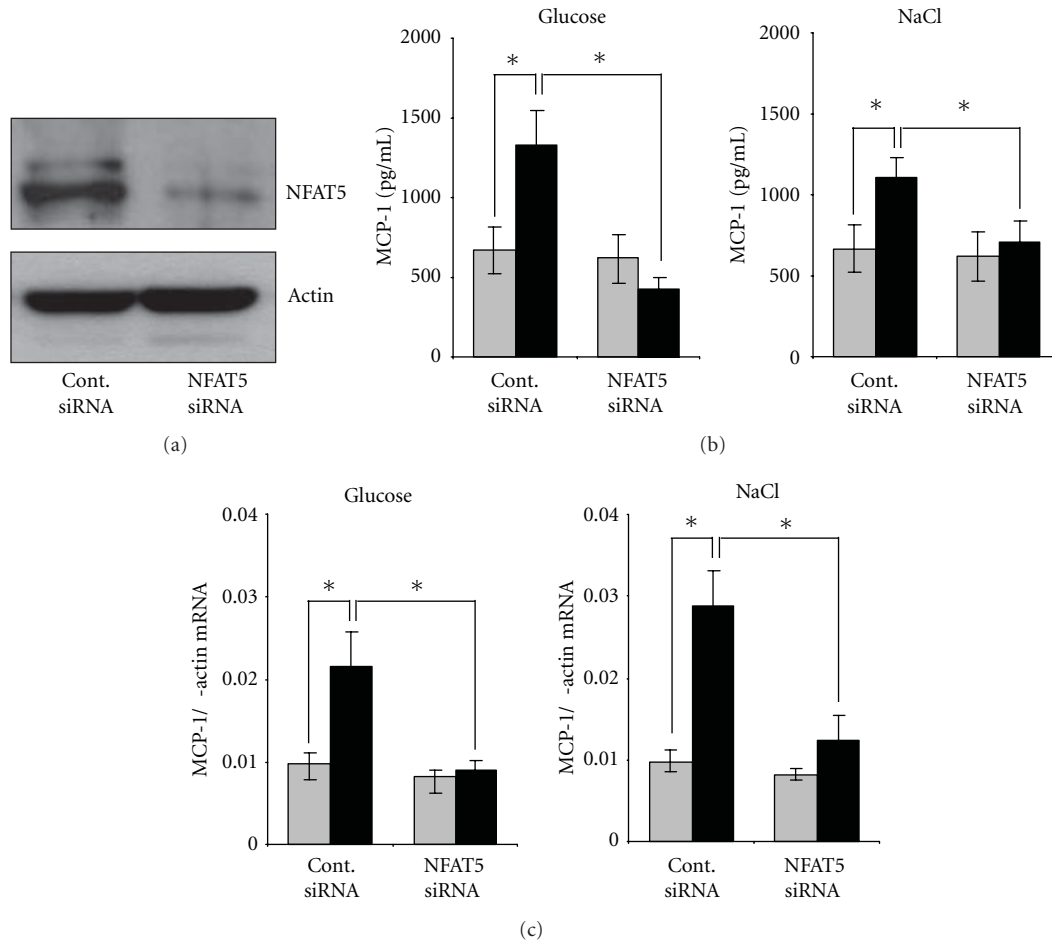 NFAT5
Actin
Cont.
siRNA
NFAT5
siRNA
(a)
Glucose
MCP-1 (pg/mL)
2000
1500
1000
500
0
*
*
Cont.
siRNA
NFAT5
siRNA
NaCl
MCP-1 (pg/mL)
2000
1500
1000
500
0
*
*
Cont.
siRNA
NFAT5
siRNA
(b)
Glucose
MCP-1/ -actin mRNA
0.04
0.03
0.02
0.01
0
*
*
Cont.
siRNA
NFAT5
siRNA
NaCl
MCP-1/ -actin mRNA
0.04
0.03
0.02
0.01
0
*
*
Cont.
siRNA
NFAT5
siRNA
(c)